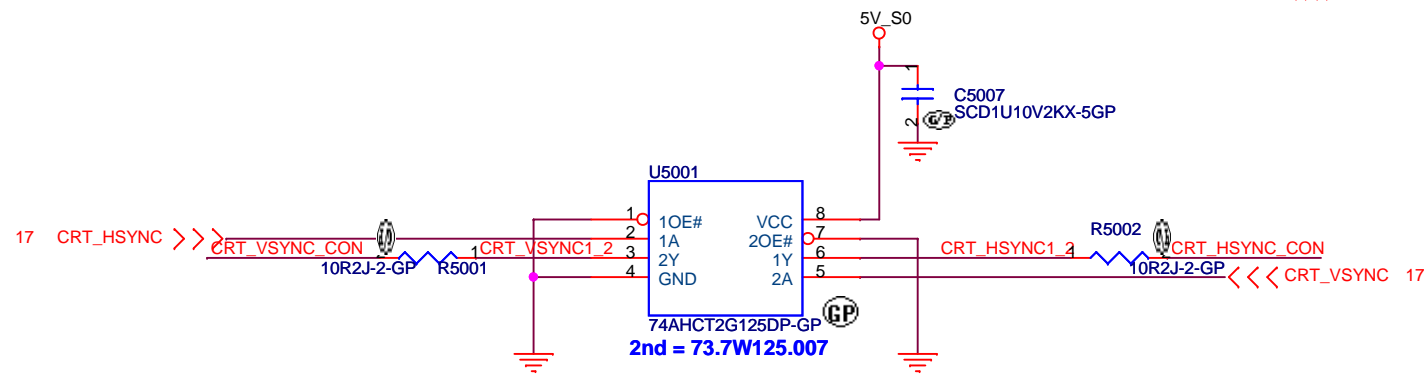 5V_S0
1
C5007
SCD1U10V2KX-5GP
2
G/P
U5001
1 1OE# VCC 8
17 CRT_HSYNC 2 1A 2OE# 7 R5002
CRT_VSYNC_CON 1 CRT_VSYNC1_2 3 2Y 1Y 6 CRT_HSYNC1_2 1 CRT_HSYNC_CON
10R2J-2-GP R5001 4 GND 2A 5 10R2J-2-GP CRT_VSYNC 17
74AHCT2G125DP-GP GP
2nd = 73.7W125.007